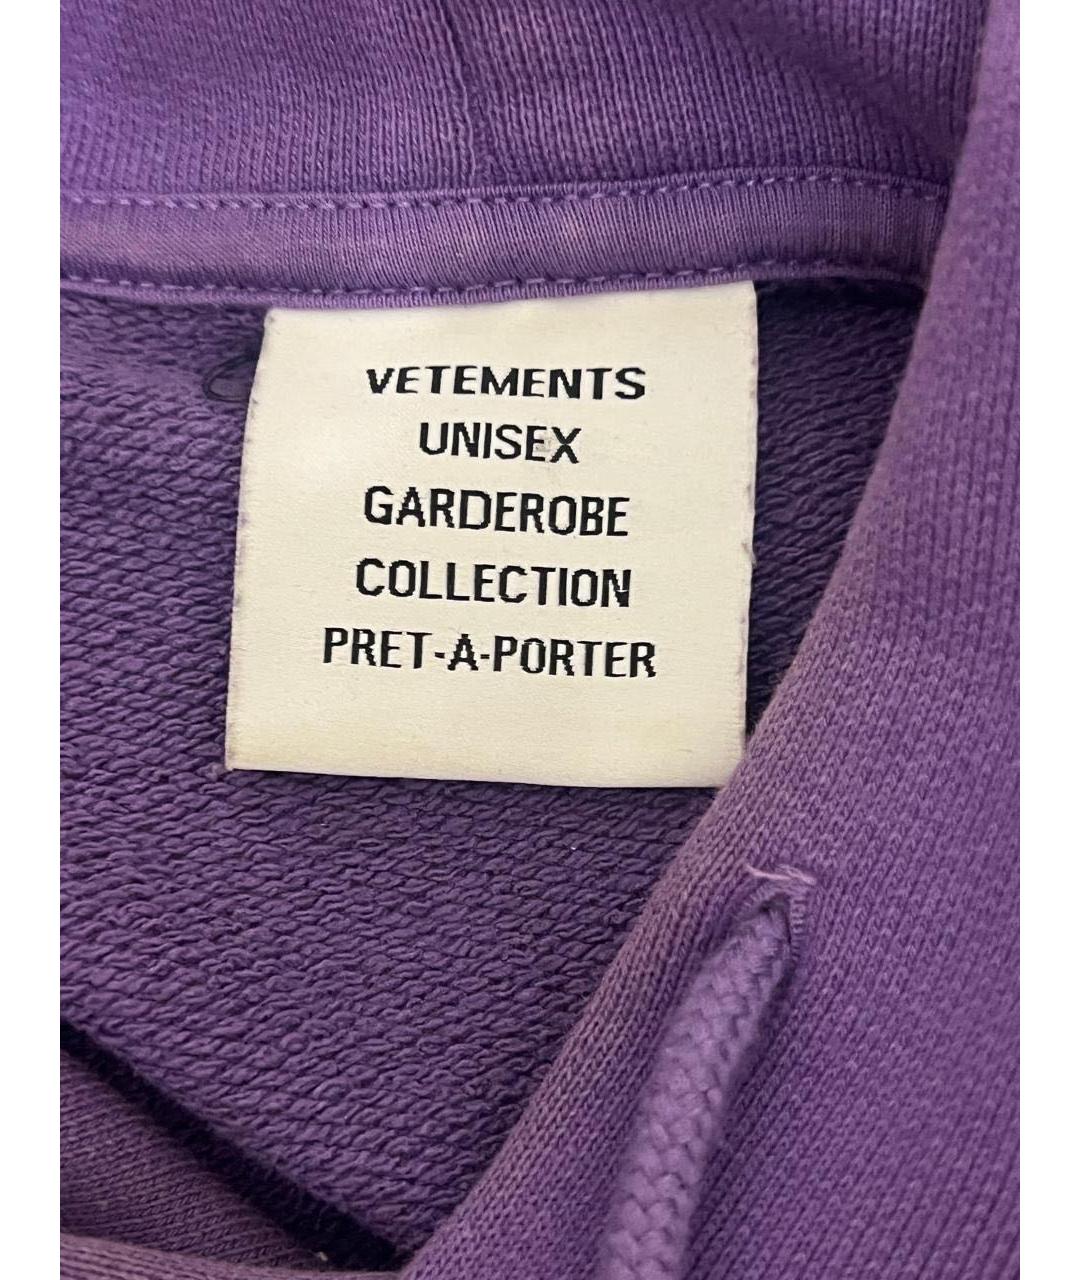 VETEMENTS
UNISEX
GARDEROBE
COLLECTION
PRET-A-PORTER